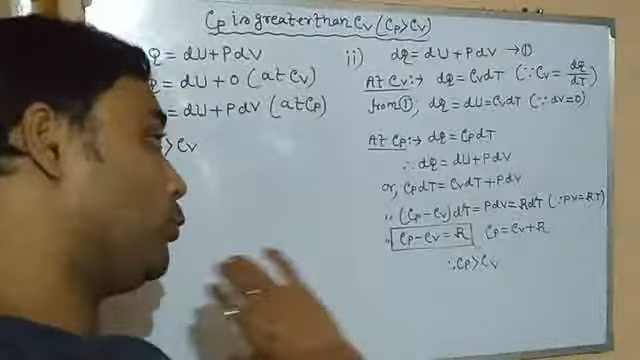 Cp is greater than Cv (Cp>Cv)
Q = dU + PdV
Q = dU + 0 (at Cv)
= dU + PdV (at Cp)
> Cv
ii) dQ = dU + PdV → ①
At Cv :→ dQ = CvdT (∵ Cv = dQ/dT)
from ①, dQ = dU = CvdT (∵ dV=0)
At Cp :→ dQ = CpdT
∴ dQ = dU + PdV
or, CpdT = CvdT + PdV
" (Cp-Cv)dT = PdV = RdT (∵ PV = RT)
" Cp-Cv = R Cp = Cv+R
∴ Cp > Cv